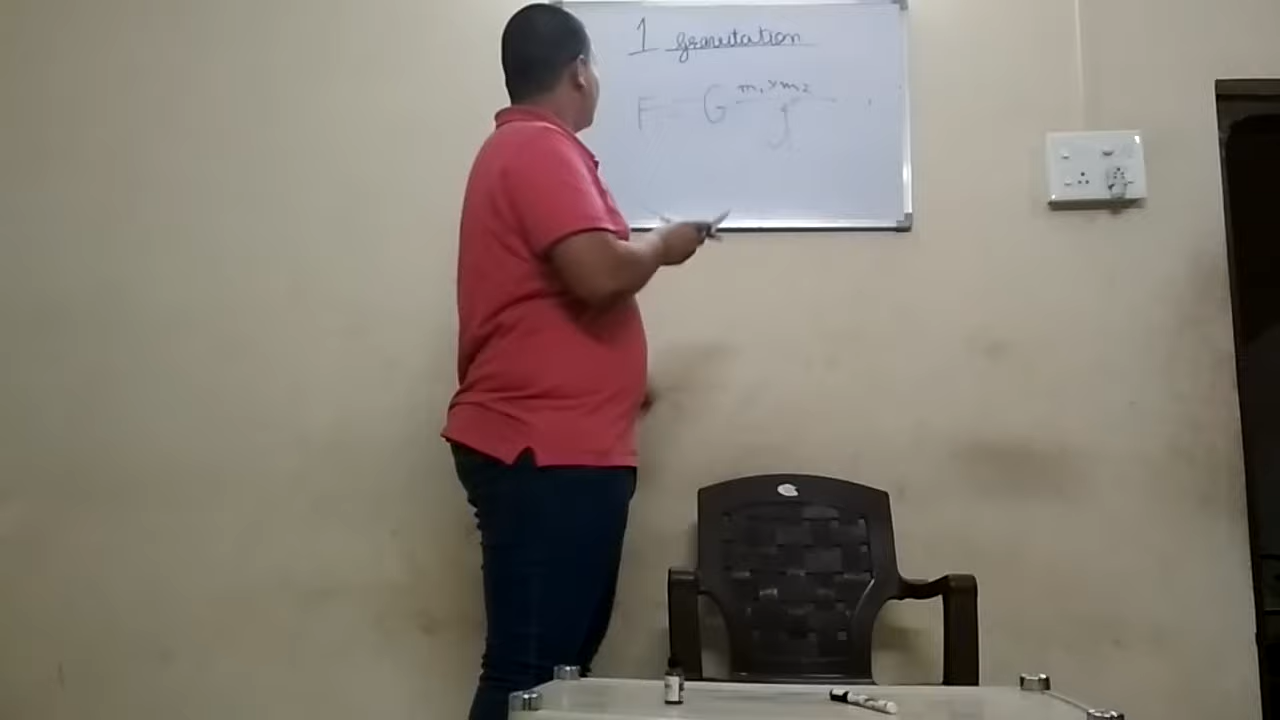 1 gravitation
F = G m₁ x m₂